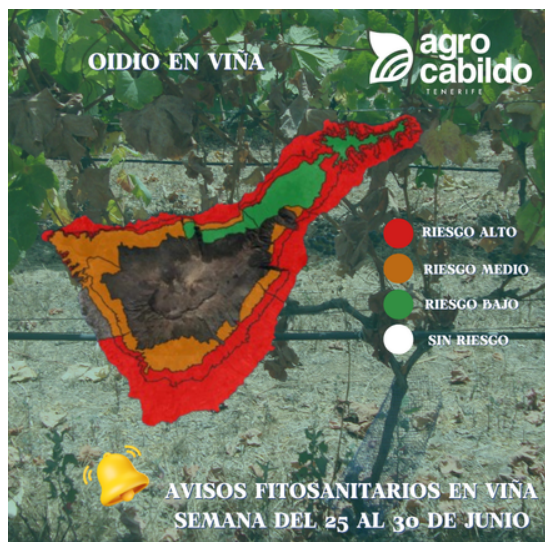 OIDIO EN VIÑA
agro
cabildo
TENERIFE
RIESGO ALTO
RIESGO MEDIO
RIESGO BAJO
SIN RIESGO
AVISOS FITOSANITARIOS EN VIÑA
SEMANA DEL 25 AL 30 DE JUNIO